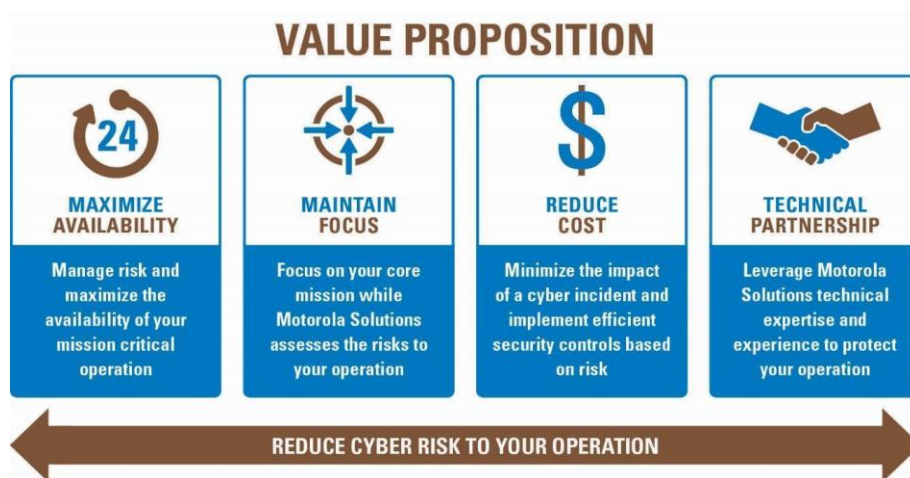 VALUE PROPOSITION
24
MAXIMIZE
AVAILABILITY
Manage risk and
maximize the
availability of your
mission critical
operation
MAINTAIN
FOCUS
Focus on your core
mission while
Motorola Solutions
assesses the risks to
your operation
$
REDUCE
COST
Minimize the impact
of a cyber incident and
implement efficient
security controls based
on risk
TECHNICAL
PARTNERSHIP
Leverage Motorola
Solutions technical
expertise and
experience to protect
your operation
REDUCE CYBER RISK TO YOUR OPERATION